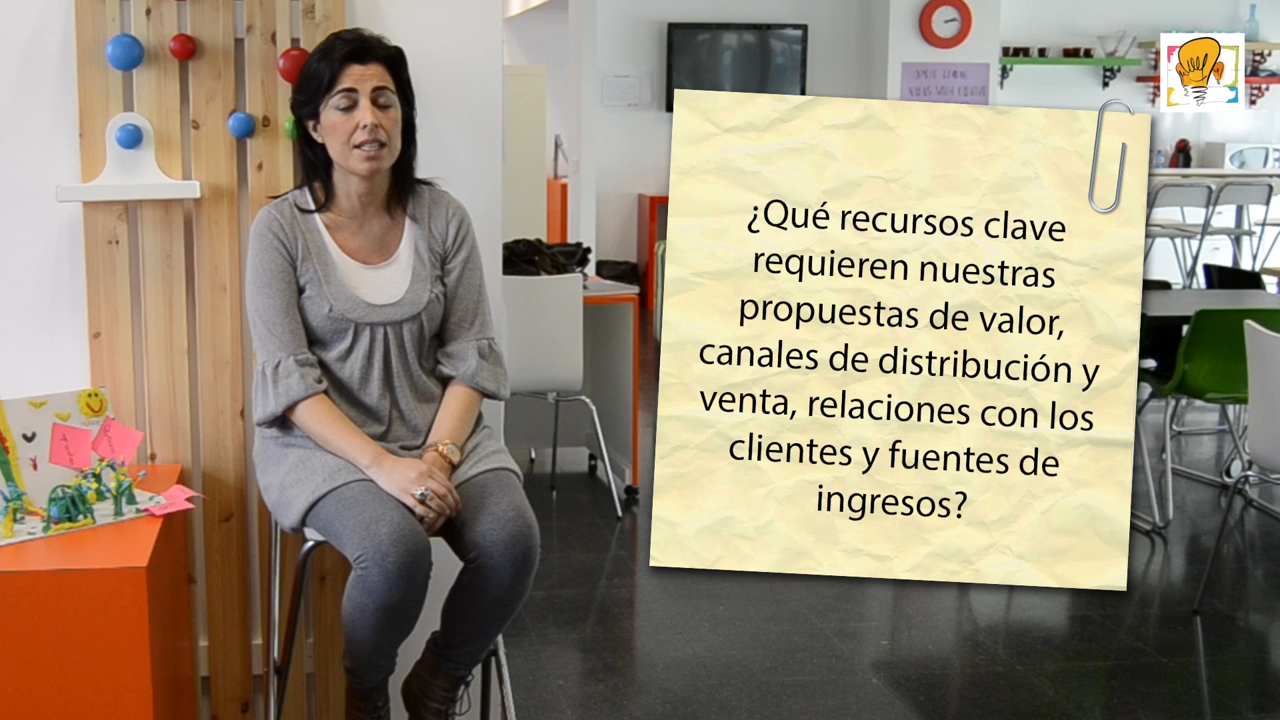 ¿Qué recursos clave
requieren nuestras
propuestas de valor,
canales de distribución y
venta, relaciones con los
clientes y fuentes de
ingresos?